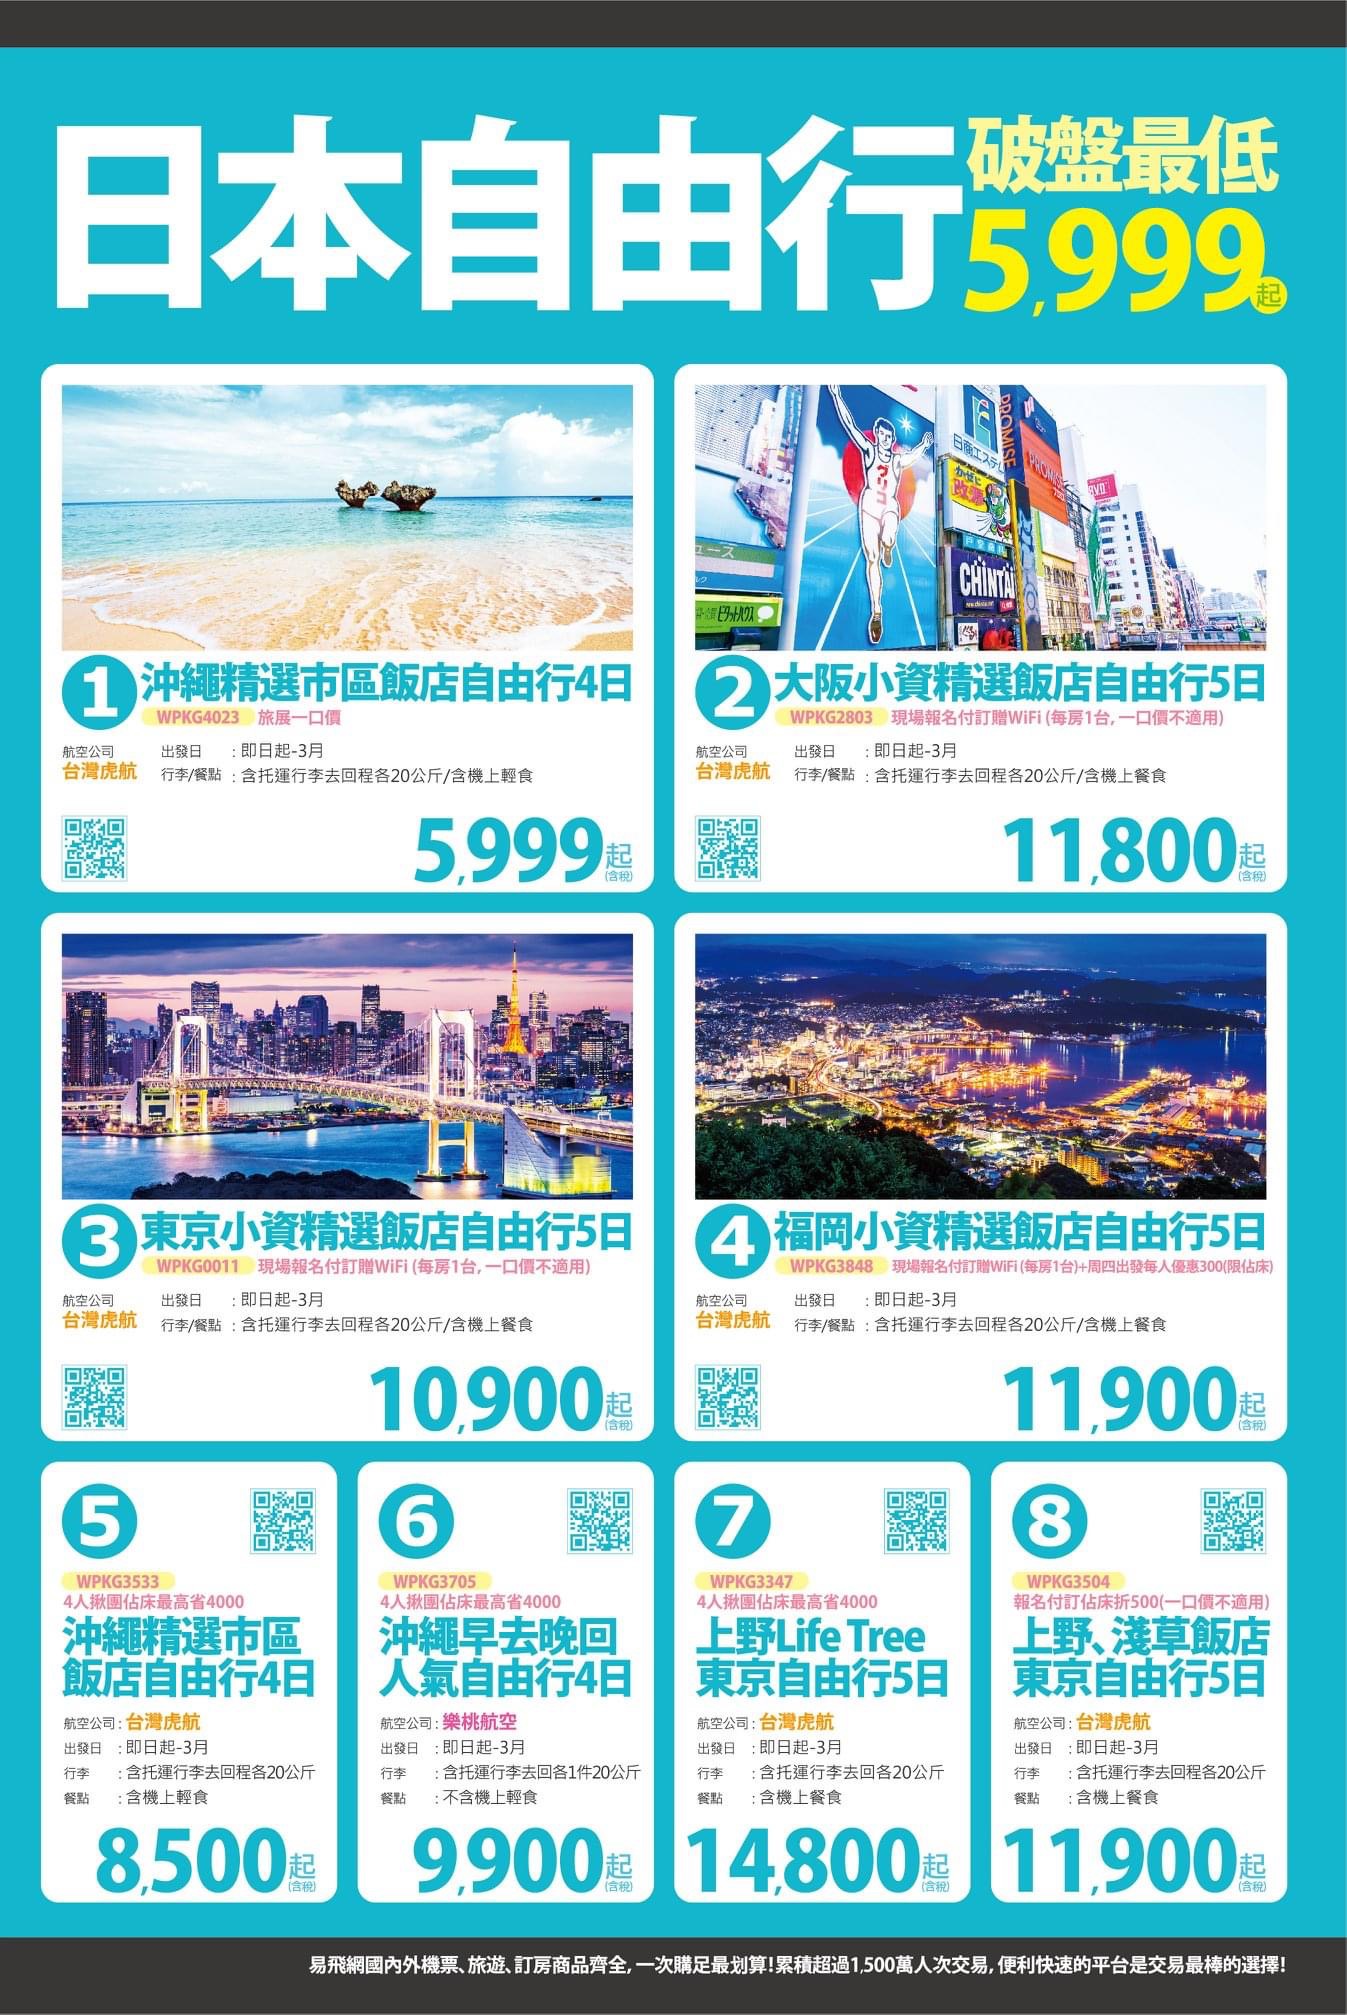 日本自由行
破盤最低
5,999起
日商エステ
PROMISE
PROMISE
かに
改源
グリコ
CHINTAI
ピタットハウス
1 沖繩精選市區飯店自由行4日
WPKG4023 旅展一口價
航空公司 出發日 :即日起-3月
台灣虎航 行李/餐點 :含托運行李去回程各20公斤/含機上輕食
5,999起
(含稅)
2 大阪小資精選飯店自由行5日
WPKG2803 現場報名付訂贈WiFi (每房1台, 一口價不適用)
航空公司 出發日 :即日起-3月
台灣虎航 行李/餐點 :含托運行李去回程各20公斤/含機上餐食
11,800起
(含稅)
3 東京小資精選飯店自由行5日
WPKG0011 現場報名付訂贈WiFi (每房1台, 一口價不適用)
航空公司 出發日 :即日起-3月
台灣虎航 行李/餐點 :含托運行李去回程各20公斤/含機上餐食
10,900起
(含稅)
4 福岡小資精選飯店自由行5日
WPKG3848 現場報名付訂贈WiFi (每房1台)+周四出發每人優惠300(限佔床)
航空公司 出發日 :即日起-3月
台灣虎航 行李/餐點 :含托運行李去回程各20公斤/含機上餐食
11,900起
(含稅)
5
WPKG3533
4人揪團佔床最高省4000
沖繩精選市區
飯店自由行4日
航空公司:台灣虎航
出發日 :即日起-3月
行李 :含托運行李去回程各20公斤
餐點 :含機上輕食
8,500起
(含稅)
6
WPKG3705
4人揪團佔床最高省4000
沖繩早去晚回
人氣自由行4日
航空公司:樂桃航空
出發日 :即日起-3月
行李 :含托運行李去回各1件20公斤
餐點 :不含機上輕食
9,900起
(含稅)
7
WPKG3347
4人揪團佔床最高省4000
上野Life Tree
東京自由行5日
航空公司:台灣虎航
出發日 :即日起-3月
行李 :含托運行李去回各20公斤
餐點 :含機上餐食
14,800起
(含稅)
8
WPKG3504
報名付訂佔床折500(一口價不適用)
上野、淺草飯店
東京自由行5日
航空公司:台灣虎航
出發日 :即日起-3月
行李 :含托運行李去回程各20公斤
餐點 :含機上餐食
11,900起
(含稅)
易飛網國內外機票、旅遊、訂房商品齊全, 一次購足最划算!累積超過1,500萬人次交易, 便利快速的平台是交易最棒的選擇!